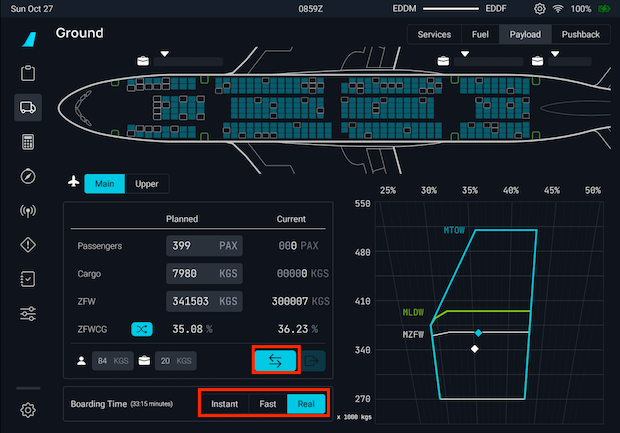 Sun Oct 27 0859Z EDDM EDDF 100%
Ground Services Fuel Payload Pushback
Main Upper
Planned Current
Passengers 399 PAX 000 PAX
Cargo 7980 KGS 00000 KGS
ZFW 341503 KGS 300007 KGS
ZFWCG 35.08 % 36.23 %
84 KGS 20 KGS
Boarding Time (33:15 minutes) Instant Fast Real
25% 30% 35% 40% 45% 50%
550
MTOW
480
410
MLDW
MZFW
340
270
x 1000 kgs